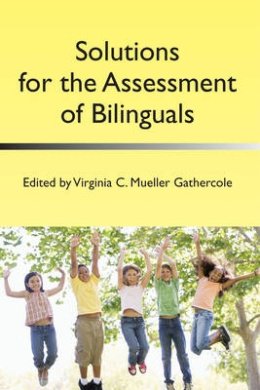 Solutions
for the Assessment
of Bilinguals
Edited by Virginia C. Mueller Gathercole